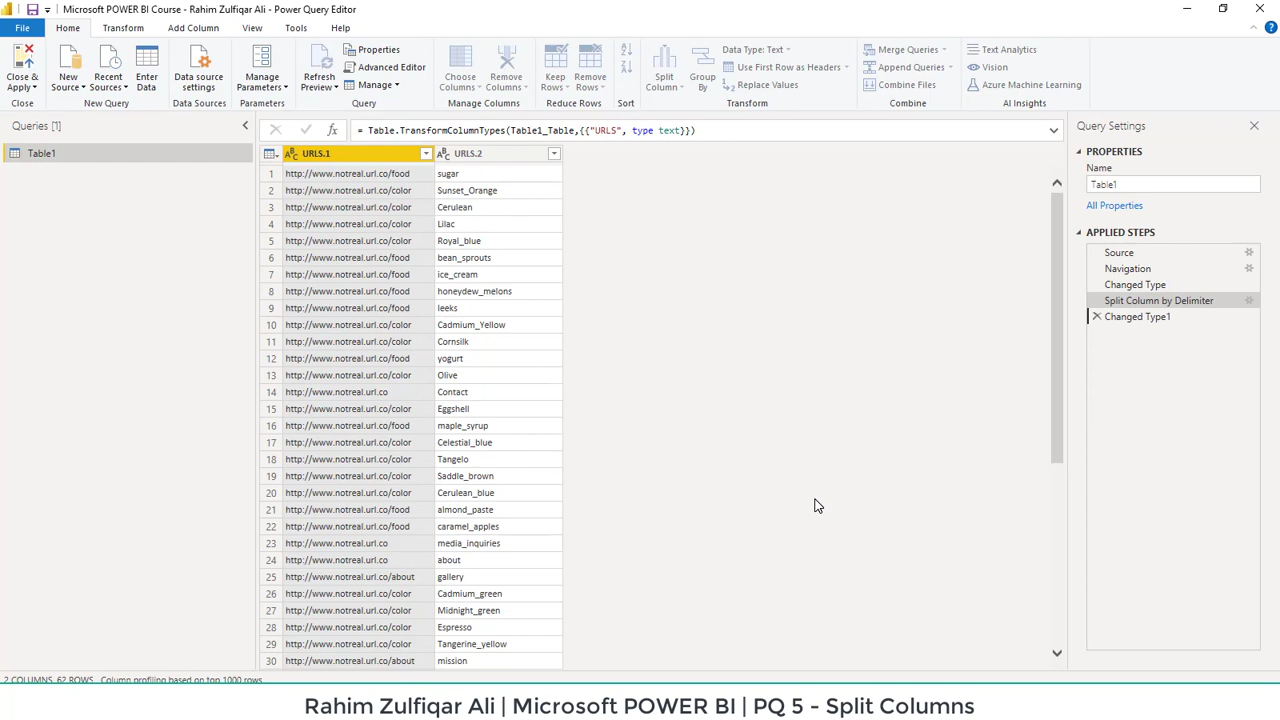 Microsoft POWER BI Course - Rahim Zulfiqar Ali - Power Query Editor
File Home Transform Add Column View Tools Help
Close & Apply
New Source
Recent Sources
Enter Data
Data source settings
Manage Parameters
Refresh Preview
Properties
Advanced Editor
Manage
Choose Columns
Remove Columns
Keep Rows
Remove Rows
Split Column
Group By
Data Type: Text
Use First Row as Headers
Replace Values
Merge Queries
Append Queries
Combine Files
Text Analytics
Vision
Azure Machine Learning
Close New Query Data Sources Parameters Query Manage Columns Reduce Rows Sort Transform Combine AI Insights
Queries [1]
Table1
= Table.TransformColumnTypes(Table1_Table,{{"URLS", type text}})
URLS.1 URLS.2
1 http://www.notreal.url.co/food sugar
2 http://www.notreal.url.co/color Sunset_Orange
3 http://www.notreal.url.co/color Cerulean
4 http://www.notreal.url.co/color Lilac
5 http://www.notreal.url.co/color Royal_blue
6 http://www.notreal.url.co/food bean_sprouts
7 http://www.notreal.url.co/food ice_cream
8 http://www.notreal.url.co/food honeydew_melons
9 http://www.notreal.url.co/food leeks
10 http://www.notreal.url.co/color Cadmium_Yellow
11 http://www.notreal.url.co/color Cornsilk
12 http://www.notreal.url.co/food yogurt
13 http://www.notreal.url.co/color Olive
14 http://www.notreal.url.co Contact
15 http://www.notreal.url.co/color Eggshell
16 http://www.notreal.url.co/food maple_syrup
17 http://www.notreal.url.co/color Celestial_blue
18 http://www.notreal.url.co/color Tangelo
19 http://www.notreal.url.co/color Saddle_brown
20 http://www.notreal.url.co/color Cerulean_blue
21 http://www.notreal.url.co/food almond_paste
22 http://www.notreal.url.co/food caramel_apples
23 http://www.notreal.url.co media_inquiries
24 http://www.notreal.url.co about
25 http://www.notreal.url.co/about gallery
26 http://www.notreal.url.co/color Cadmium_green
27 http://www.notreal.url.co/color Midnight_green
28 http://www.notreal.url.co/color Espresso
29 http://www.notreal.url.co/color Tangerine_yellow
30 http://www.notreal.url.co/about mission
Query Settings
PROPERTIES
Name
Table1
All Properties
APPLIED STEPS
Source
Navigation
Changed Type
Split Column by Delimiter
Changed Type1
2 COLUMNS, 62 ROWS Column profiling based on top 1000 rows
Rahim Zulfiqar Ali | Microsoft POWER BI | PQ 5 - Split Columns